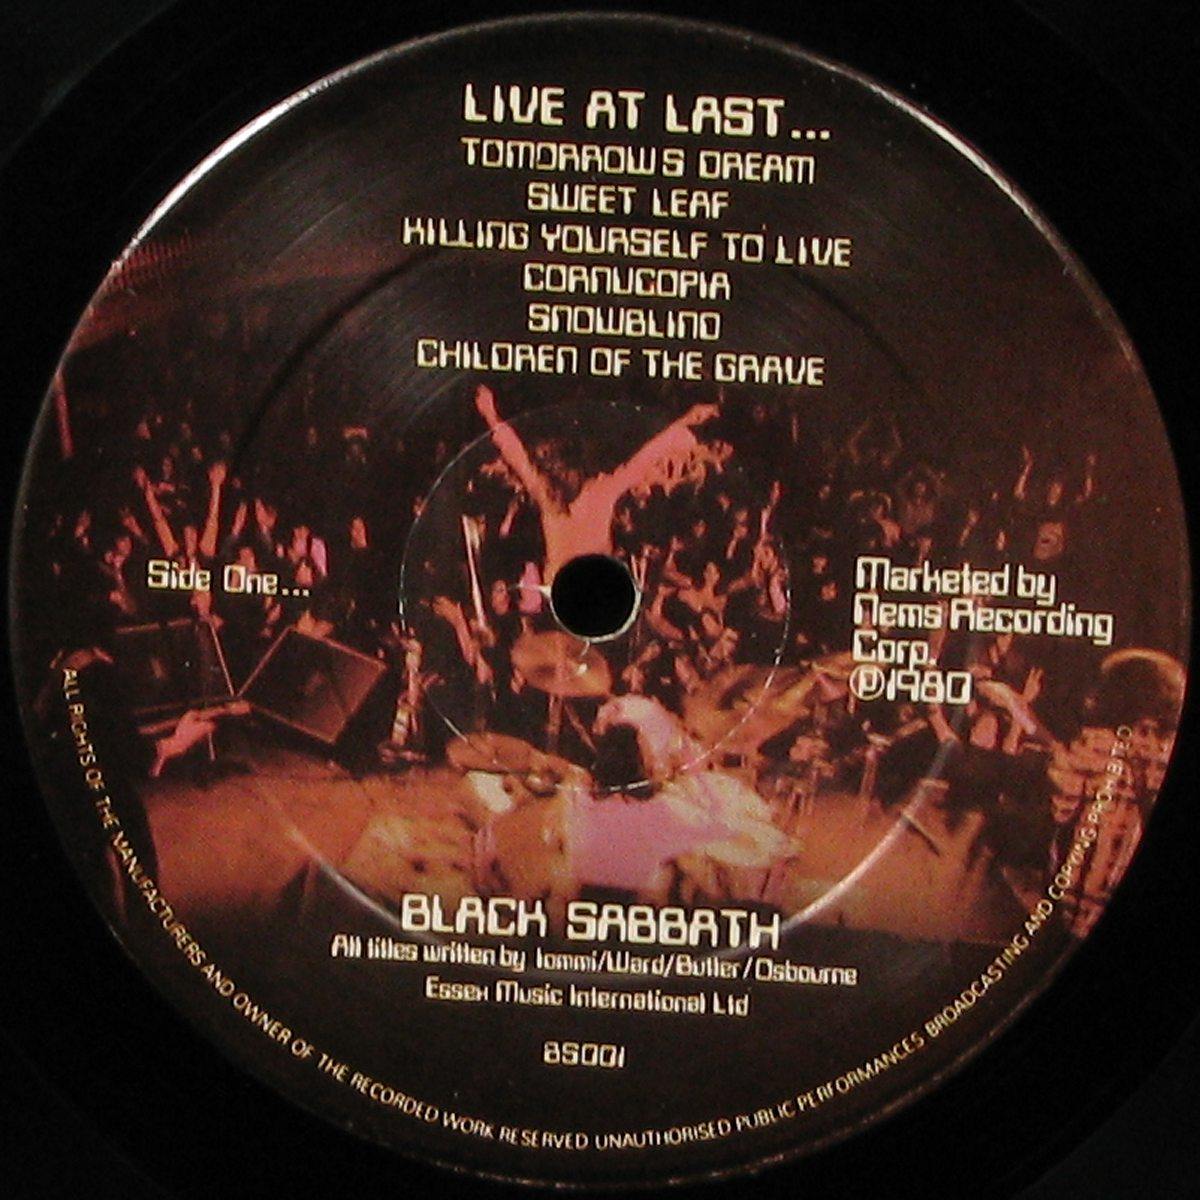 LIVE AT LAST...
TOMORROWS DREAM
SWEET LEAF
KILLING YOURSELF TO LIVE
CORNUCOPIA
SNOWBLIND
CHILDREN OF THE GRAVE
Side One...
Marketed by
Nems Recording
Corp.
℗1980
BLACK SABBATH
All titles written by Iommi/Ward/Butler/Osbourne
Essex Music International Ltd
BS001
ALL RIGHTS OF THE MANUFACTURERS AND OWNER OF THE RECORDED WORK RESERVED UNAUTHORISED PUBLIC PERFORMANCES BROADCASTING AND COPYING PROHIBITED